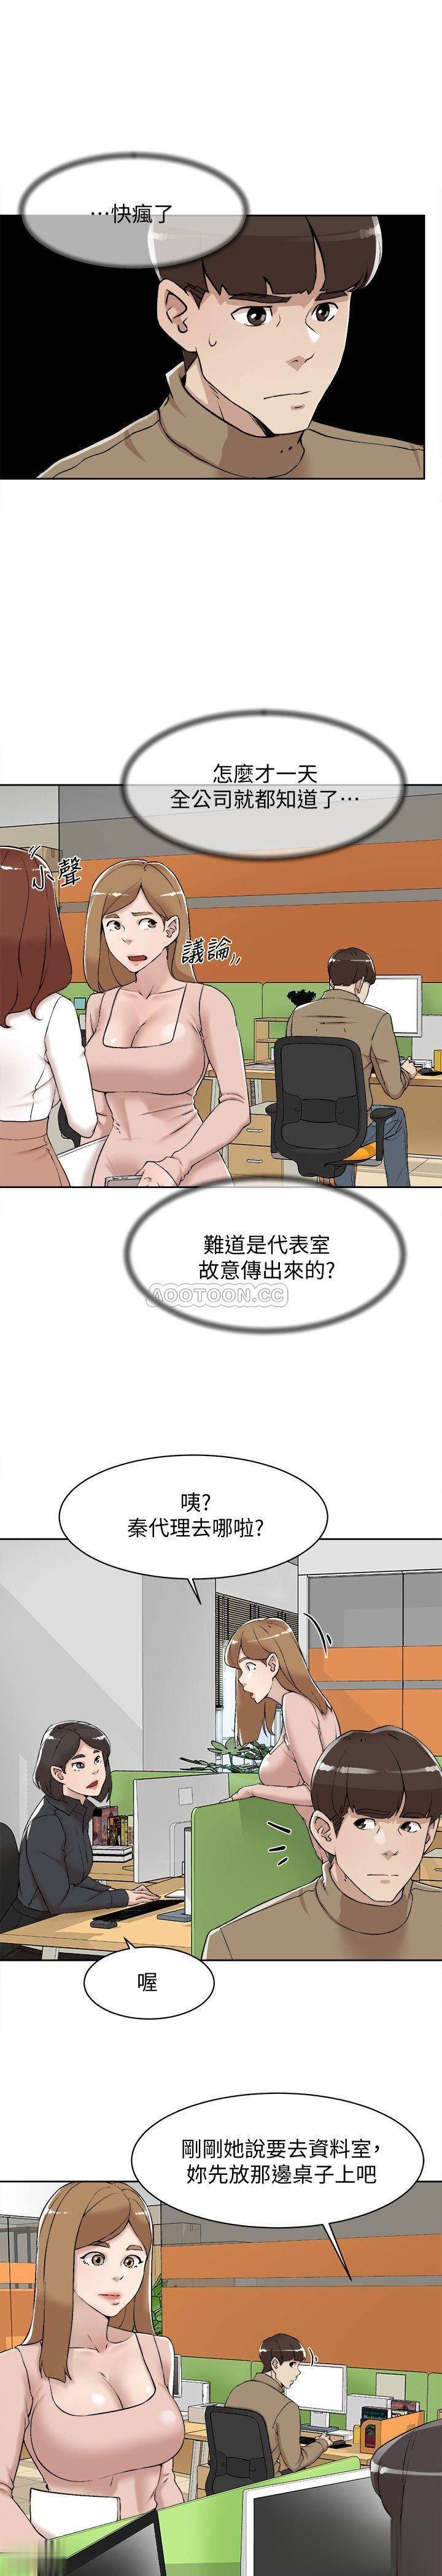 …快瘋了
怎麼才一天
全公司就都知道了…
小聲
議論
難道是代表室
故意傳出來的?
AOOTOON.CC
咦?
秦代理去哪啦?
喔
剛剛她說要去資料室,
妳先放那邊桌子上吧